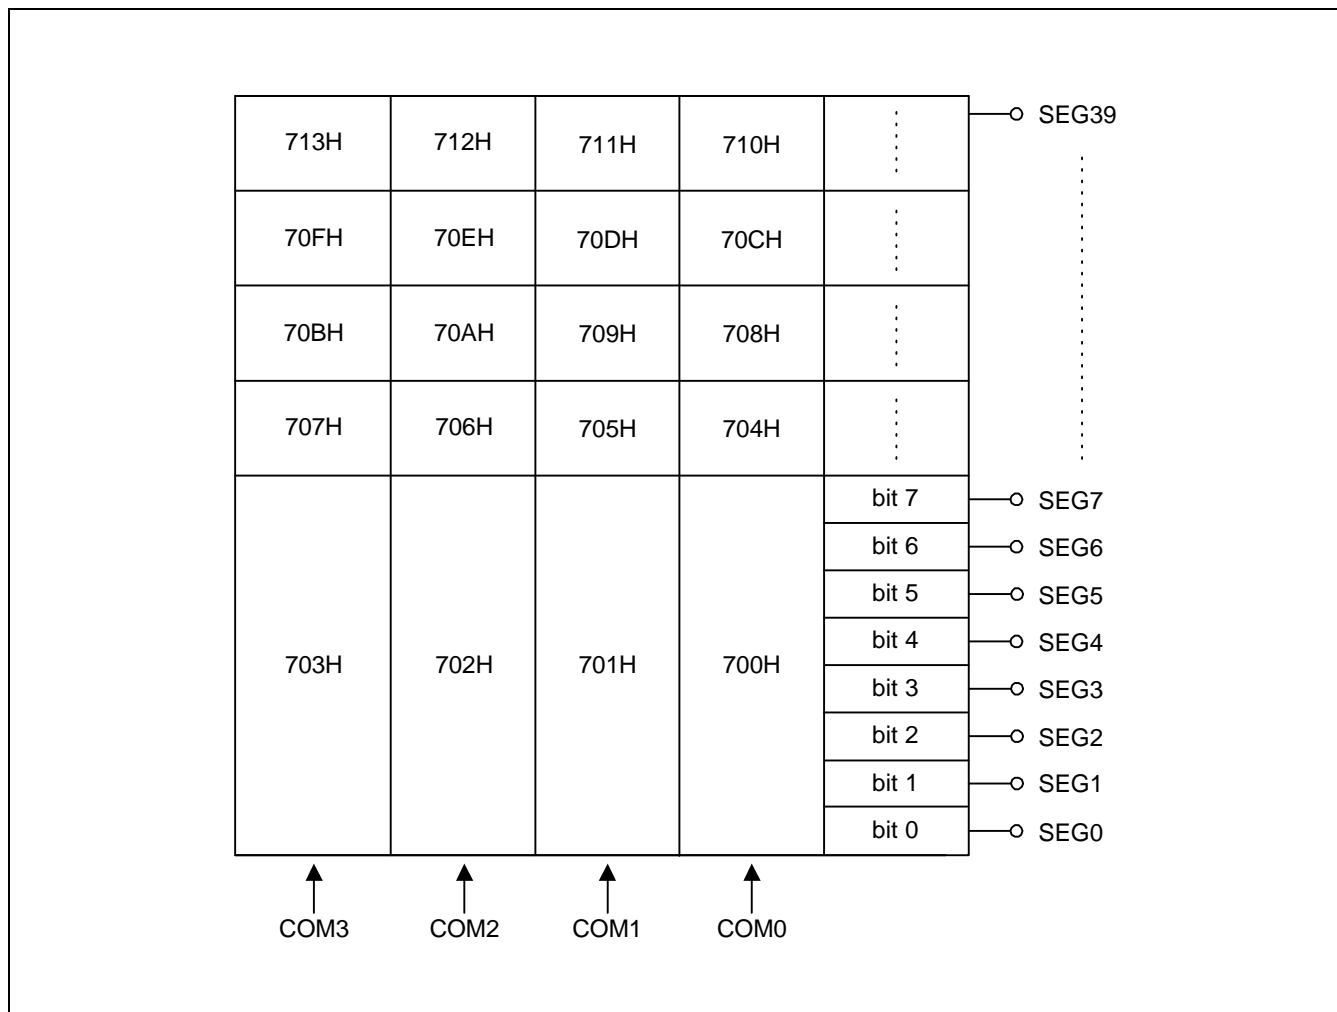 SEG39
713H 712H 711H 710H
70FH 70EH 70DH 70CH
70BH 70AH 709H 708H
707H 706H 705H 704H
bit 7 SEG7
bit 6 SEG6
bit 5 SEG5
bit 4 SEG4
703H 702H 701H 700H
bit 3 SEG3
bit 2 SEG2
bit 1 SEG1
bit 0 SEG0
COM3 COM2 COM1 COM0